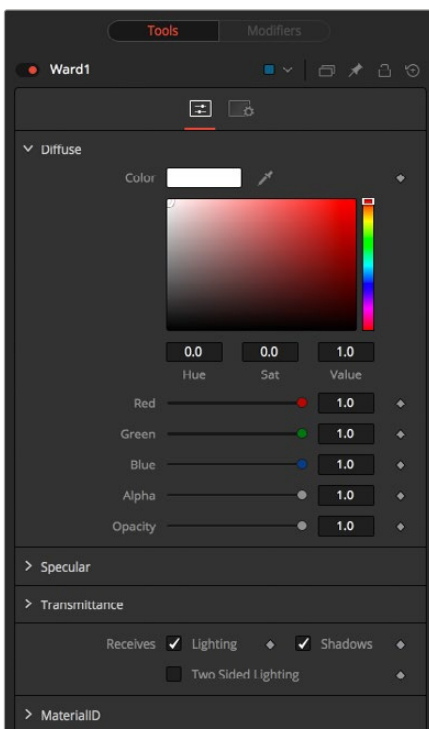 Tools Modifiers
Ward1
Diffuse
Color
0.0 0.0 1.0
Hue Sat Value
Red 1.0
Green 1.0
Blue 1.0
Alpha 1.0
Opacity 1.0
Specular
Transmittance
Receives Lighting Shadows
Two Sided Lighting
MaterialID